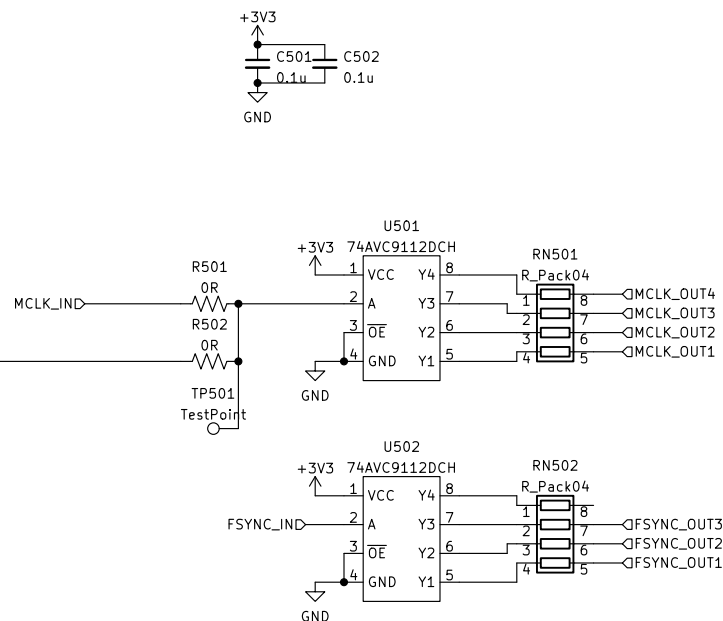 +3V3
C501 C502
0.1u 0.1u
GND
U501
+3V3 74AVC9112DCH
1 VCC Y4 8
2 A Y3 7
3 OE Y2 6
4 GND Y1 5
GND
RN501
R_Pack04
1 8 MCLK_OUT4
2 7 MCLK_OUT3
3 6 MCLK_OUT2
4 5 MCLK_OUT1
R501
0R
MCLK_IN
R502
0R
TP501
TestPoint
U502
+3V3 74AVC9112DCH
1 VCC Y4 8
FSYNC_IN 2 A Y3 7
3 OE Y2 6
4 GND Y1 5
GND
RN502
R_Pack04
1 8
2 7 FSYNC_OUT3
3 6 FSYNC_OUT2
4 5 FSYNC_OUT1